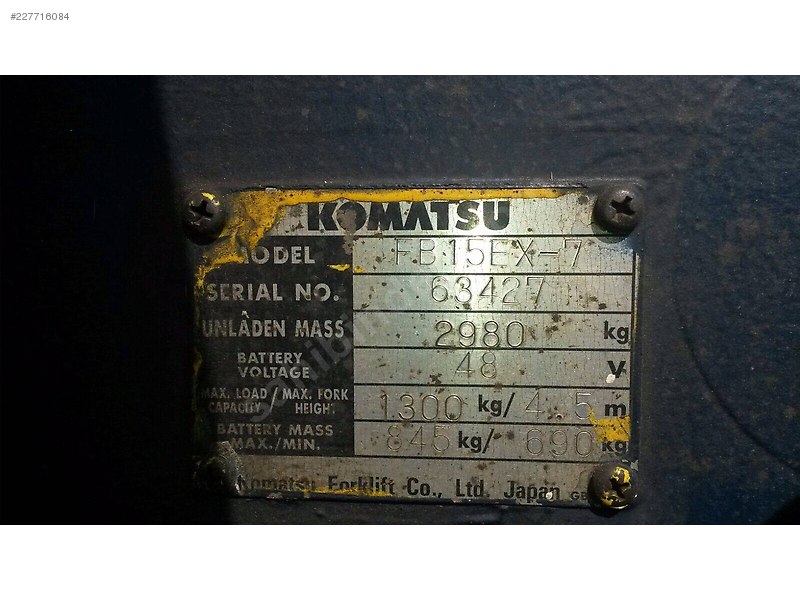 #227716084
KOMATSU
MODEL FB15EX-7
SERIAL NO. 63427
UNLADEN MASS 2980 kg
BATTERY VOLTAGE 48 V
MAX. LOAD / MAX. FORK
CAPACITY HEIGHT 1300 kg/ 4.5 m
BATTERY MASS
MAX./MIN. 845 kg/ 690 kg
Komatsu Forklift Co., Ltd. Japan